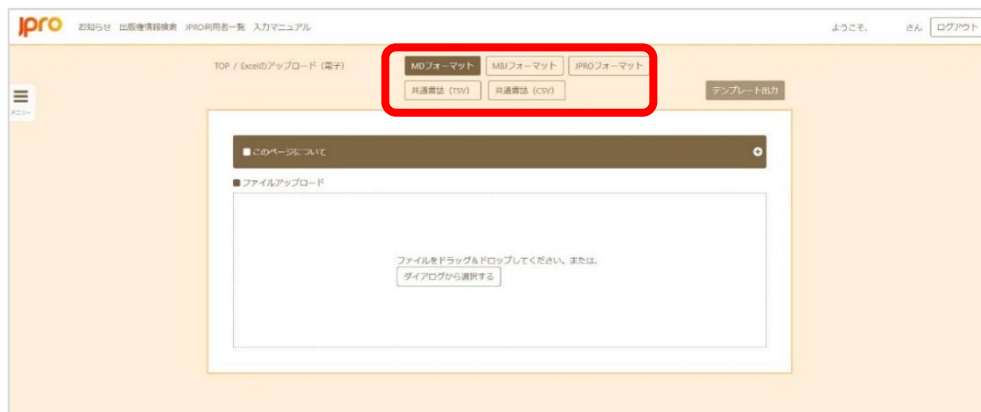 jpro お知らせ 出版権情報検索 JPRO利用者一覧 入力マニュアル ようこそ、 さん ログアウト
TOP / Excelのアップロード（電子） MDフォーマット MBJフォーマット JPROフォーマット
共通書誌（TSV） 共通書誌（CSV） テンプレート出力
メニュー
■このページについて
■ファイルアップロード
ファイルをドラッグ＆ドロップしてください。または、
ダイアログから選択する